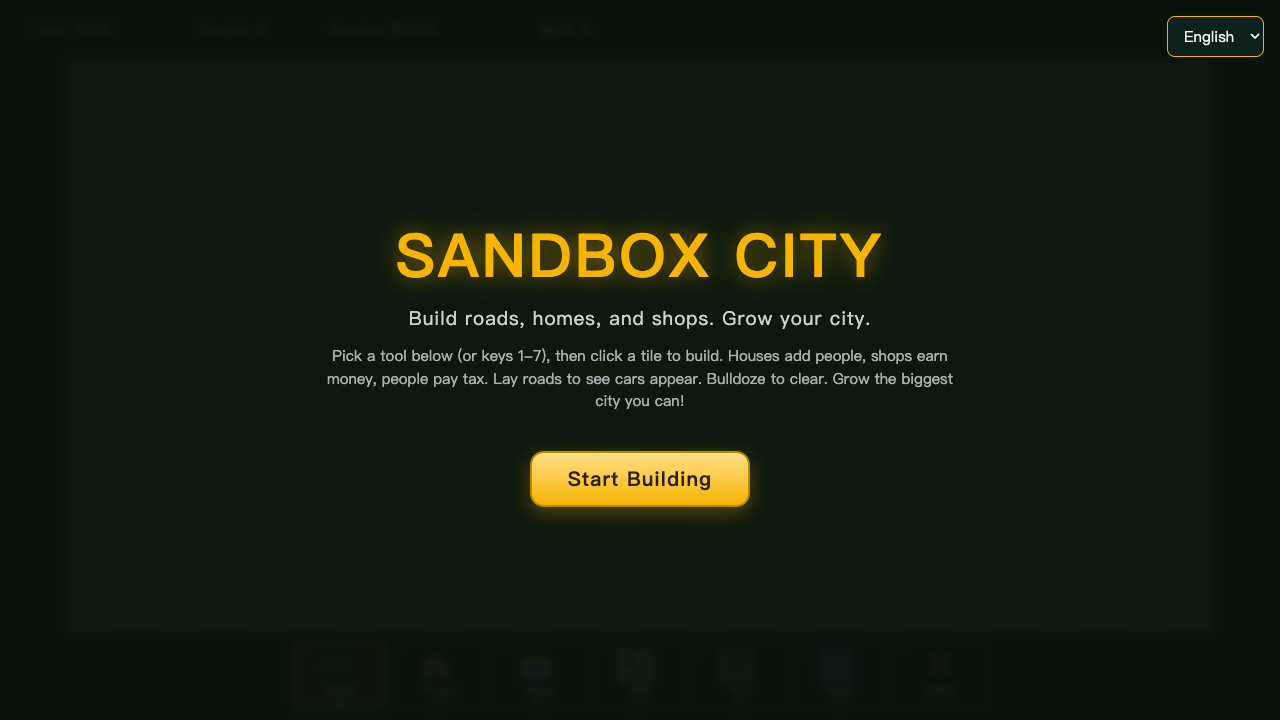 English
SANDBOX CITY
Build roads, homes, and shops. Grow your city.
Pick a tool below (or keys 1–7), then click a tile to build. Houses add people, shops earn
money, people pay tax. Lay roads to see cars appear. Bulldoze to clear. Grow the biggest
city you can!
Start Building